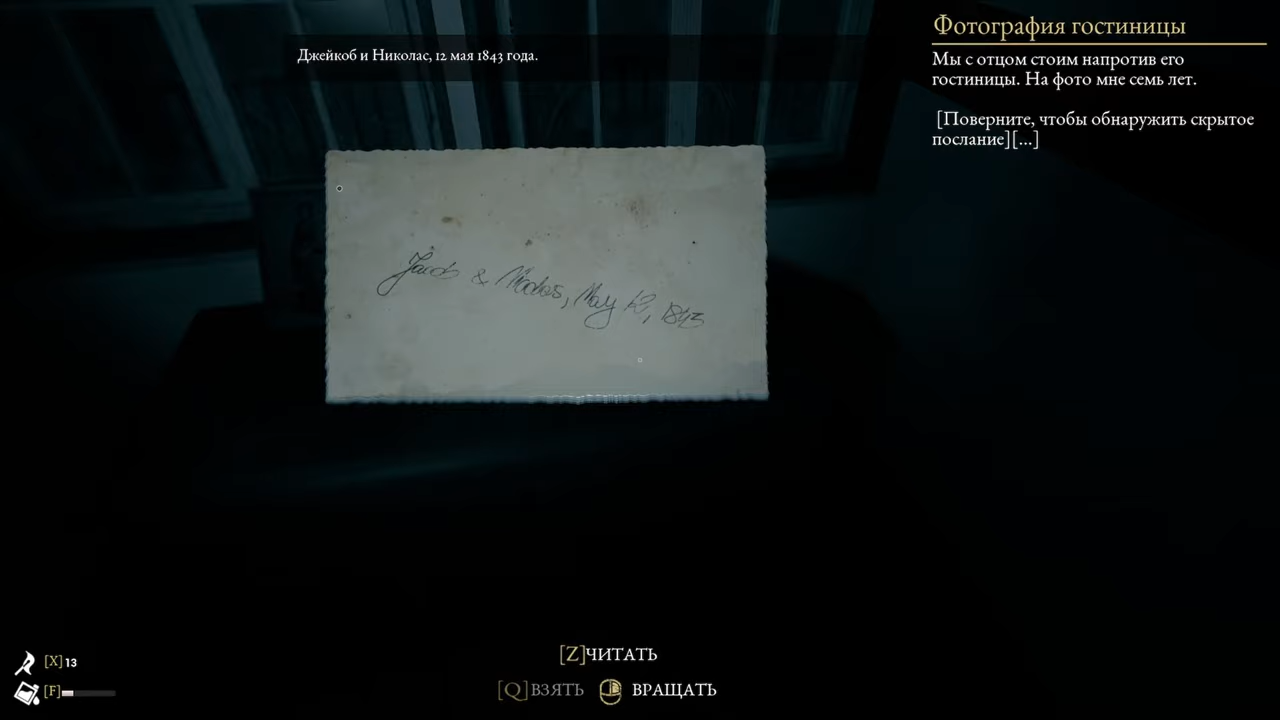 Фотография гостиницы
Джейкоб и Николас, 12 мая 1843 года.
Мы с отцом стоим напротив его
гостиницы. На фото мне семь лет.
[Поверните, чтобы обнаружить скрытое
послание][...]
Jacob & Nicholas, May 12, 1843
[Z]ЧИТАТЬ
[X] 13
[F]
[Q]ВЗЯТЬ ВРАЩАТЬ